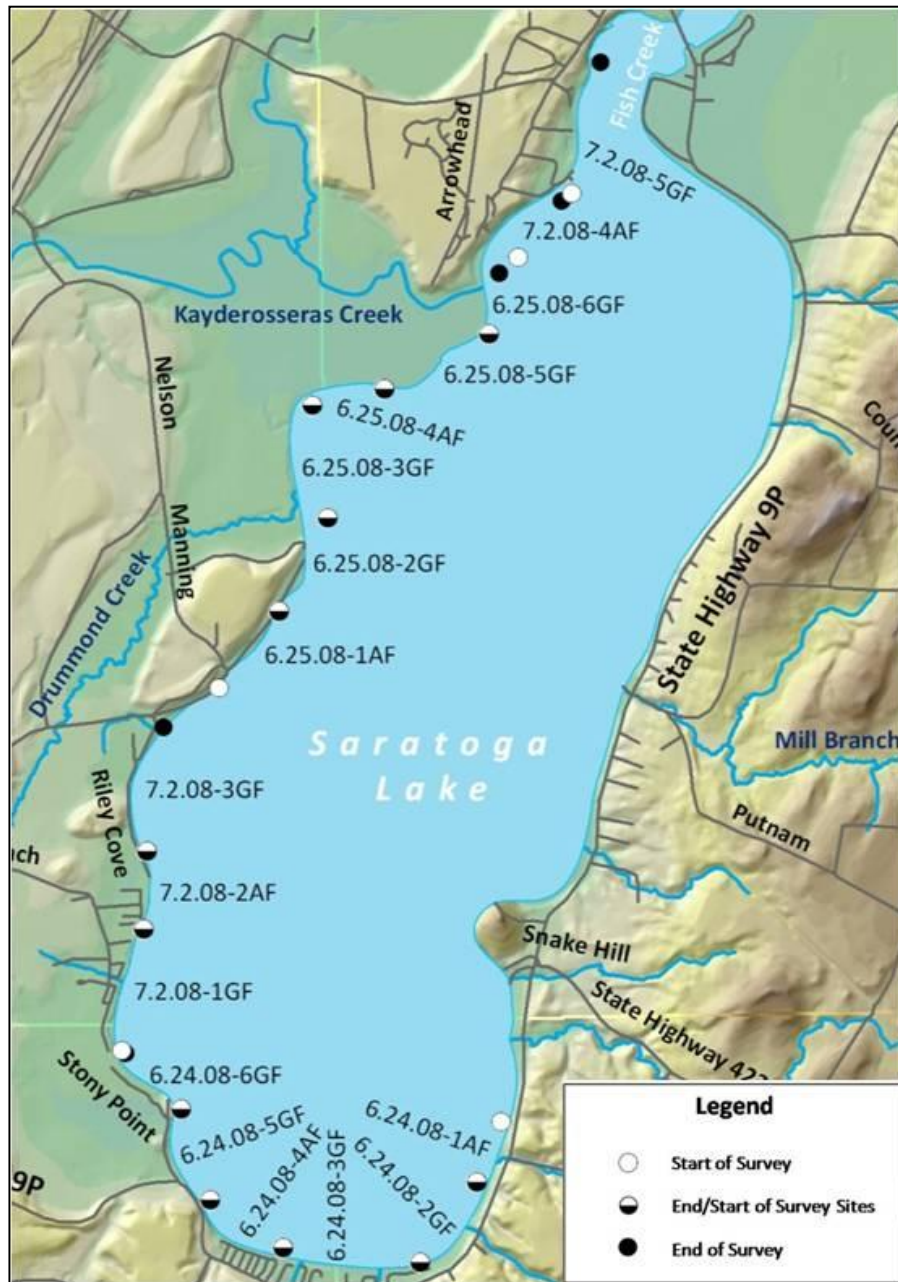 Fish Creek
Arrowhead
7.2.08-5GF
7.2.08-4AF
Kayderosseras Creek
6.25.08-6GF
Nelson
6.25.08-5GF
6.25.08-4AF
6.25.08-3GF
Coun
Manning
6.25.08-2GF
State Highway 9P
Drummond Creek
6.25.08-1AF
Saratoga
Lake
Mill Branch
Riley Cove
7.2.08-3GF
Putnam
ch
7.2.08-2AF
Snake Hill
7.2.08-1GF
State Highway 423
Stony Point
6.24.08-6GF
6.24.08-5GF
6.24.08-4AF
6.24.08-3GF
6.24.08-2GF
6.24.08-1AF
9P
Legend
Start of Survey
End/Start of Survey Sites
End of Survey